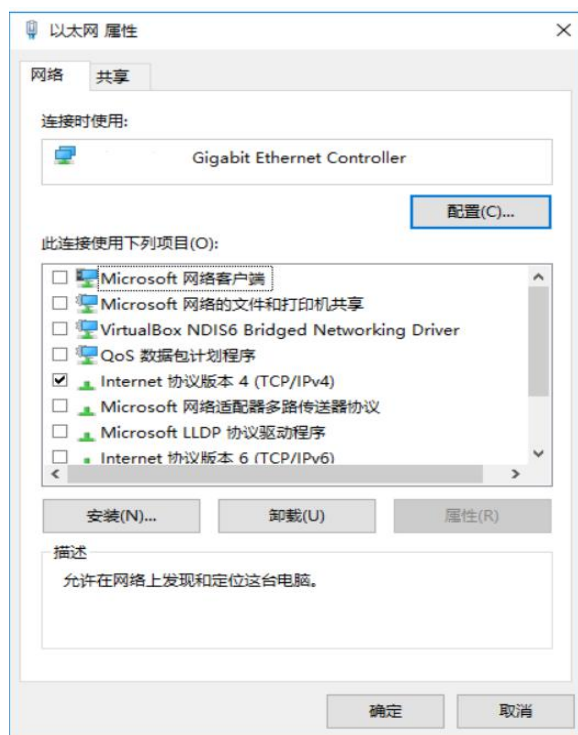 以太网 属性
网络 共享
连接时使用:
Gigabit Ethernet Controller
配置(C)...
此连接使用下列项目(O):
Microsoft 网络客户端
Microsoft 网络的文件和打印机共享
VirtualBox NDIS6 Bridged Networking Driver
QoS 数据包计划程序
Internet 协议版本 4 (TCP/IPv4)
Microsoft 网络适配器多路传送器协议
Microsoft LLDP 协议驱动程序
Internet 协议版本 6 (TCP/IPv6)
安装(N)... 卸载(U) 属性(R)
描述
允许在网络上发现和定位这台电脑。
确定 取消